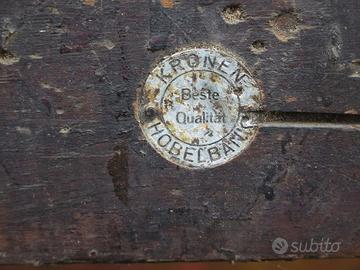 KRONEN
Beste
Qualität
HOBELBANK
subito